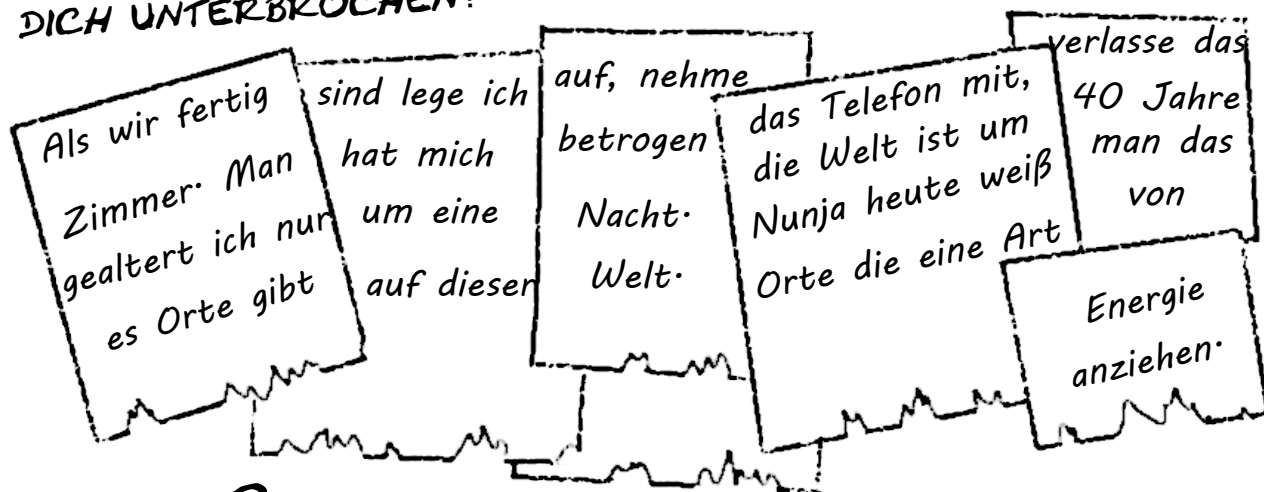 DICH UNTERBROCHEN
Als wir fertig sind lege ich auf, nehme das Telefon mit, verlasse das
Zimmer. Man hat mich betrogen die Welt ist um 40 Jahre
gealtert ich nur um eine Nacht. Nunja heute weiß man das
es Orte gibt auf dieser Welt. Orte die eine Art von
Energie
anziehen.